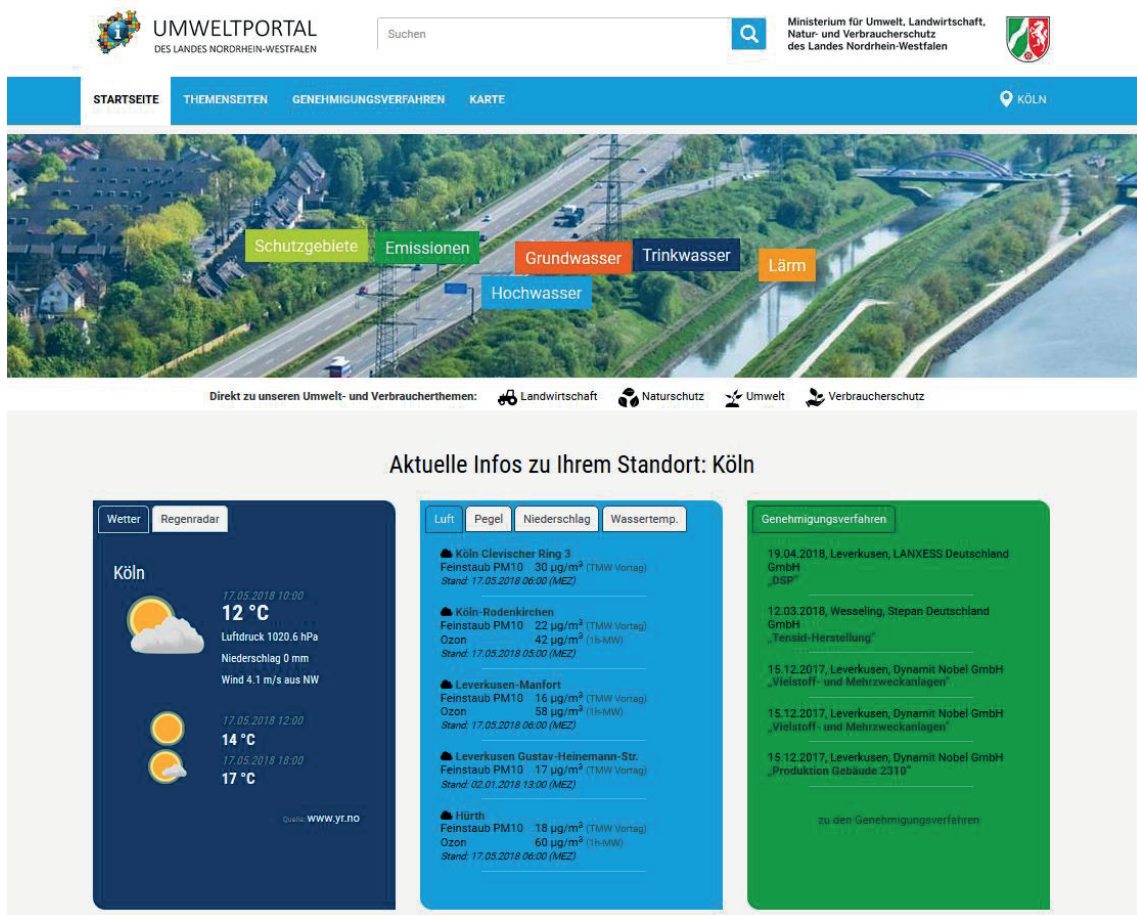 UMWELTPORTAL
DES LANDES NORDRHEIN-WESTFALEN
Suchen
Ministerium für Umwelt, Landwirtschaft,
Natur- und Verbraucherschutz
des Landes Nordrhein-Westfalen
STARTSEITE THEMENSEITEN GENEHMIGUNGSVERFAHREN KARTE KÖLN
Schutzgebiete
Emissionen
Grundwasser
Trinkwasser
Lärm
Hochwasser
Direkt zu unseren Umwelt- und Verbraucherthemen: Landwirtschaft Naturschutz Umwelt Verbraucherschutz
Aktuelle Infos zu Ihrem Standort: Köln
Wetter Regenradar
Köln
17.05.2018 10:00
12 °C
Luftdruck 1020.6 hPa
Niederschlag 0 mm
Wind 4.1 m/s aus NW
17.05.2018 12:00
14 °C
17.05.2018 18:00
17 °C
Quelle: www.yr.no
Luft Pegel Niederschlag Wassertemp.
Köln Clevischer Ring 3
Feinstaub PM10 30 µg/m³ (TMW Vortag)
Stand: 17.05.2018 06:00 (MEZ)
Köln-Rodenkirchen
Feinstaub PM10 22 µg/m³ (TMW Vortag)
Ozon 42 µg/m³ (1h-MW)
Stand: 17.05.2018 05:00 (MEZ)
Leverkusen-Manfort
Feinstaub PM10 16 µg/m³ (TMW Vortag)
Ozon 58 µg/m³ (1h-MW)
Stand: 17.05.2018 06:00 (MEZ)
Leverkusen Gustav-Heinemann-Str.
Feinstaub PM10 17 µg/m³ (TMW Vortag)
Stand: 02.01.2018 13:00 (MEZ)
Hürth
Feinstaub PM10 18 µg/m³ (TMW Vortag)
Ozon 60 µg/m³ (1h-MW)
Stand: 17.05.2018 06:00 (MEZ)
Genehmigungsverfahren
19.04.2018, Leverkusen, LANXESS Deutschland
GmbH
„DSP"
12.03.2018, Wesseling, Stepan Deutschland
GmbH
„Tensid-Herstellung"
15.12.2017, Leverkusen, Dynamit Nobel GmbH
„Vielstoff- und Mehrzweckanlagen"
15.12.2017, Leverkusen, Dynamit Nobel GmbH
„Vielstoff- und Mehrzweckanlagen"
15.12.2017, Leverkusen, Dynamit Nobel GmbH
„Produktion Gebäude 2310"
zu den Genehmigungsverfahren